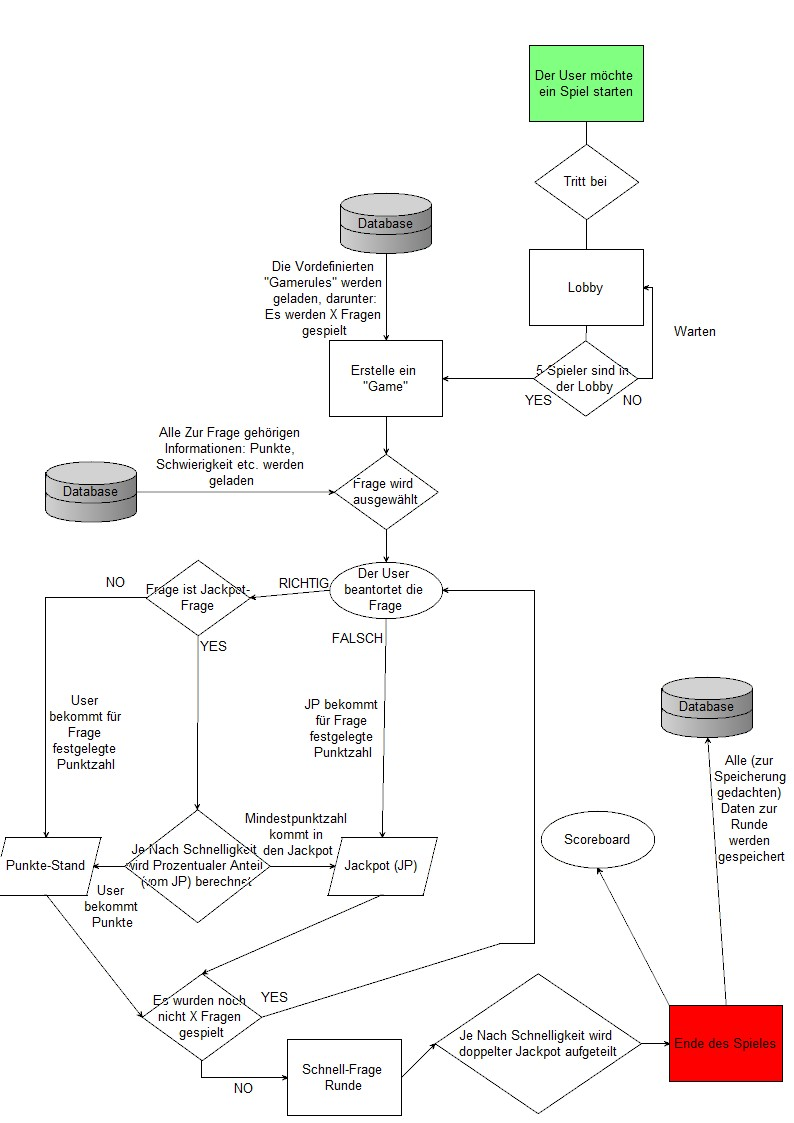 Der User möchte
ein Spiel starten
Tritt bei
Database
Die Vordefinierten
"Gamerules" werden
geladen, darunter:
Es werden X Fragen
gespielt
Lobby
Warten
Erstelle ein
"Game"
5 Spieler sind in
der Lobby
YES
NO
Alle Zur Frage gehörigen
Informationen: Punkte,
Schwierigkeit etc. werden
geladen
Database
Frage wird
ausgewählt
NO
Frage ist Jackpot-
Frage
RICHTIG
Der User
beantortet die
Frage
YES
FALSCH
User
bekommt für
Frage
festgelegte
Punktzahl
JP bekommt
für Frage
festgelegte
Punktzahl
Database
Alle (zur
Speicherung
gedachten)
Daten zur
Runde
werden
gespeichert
Mindestpunktzahl
kommt in
den Jackpot
Scoreboard
Punkte-Stand
Je Nach Schnelligkeit
wird Prozentualer Anteil
(vom JP) berechnet
Jackpot (JP)
User
bekommt
Punkte
Es wurden noch
nicht X Fragen
gespielt
YES
NO
Schnell-Frage
Runde
Je Nach Schnelligkeit wird
doppelter Jackpot aufgeteilt
Ende des Spieles